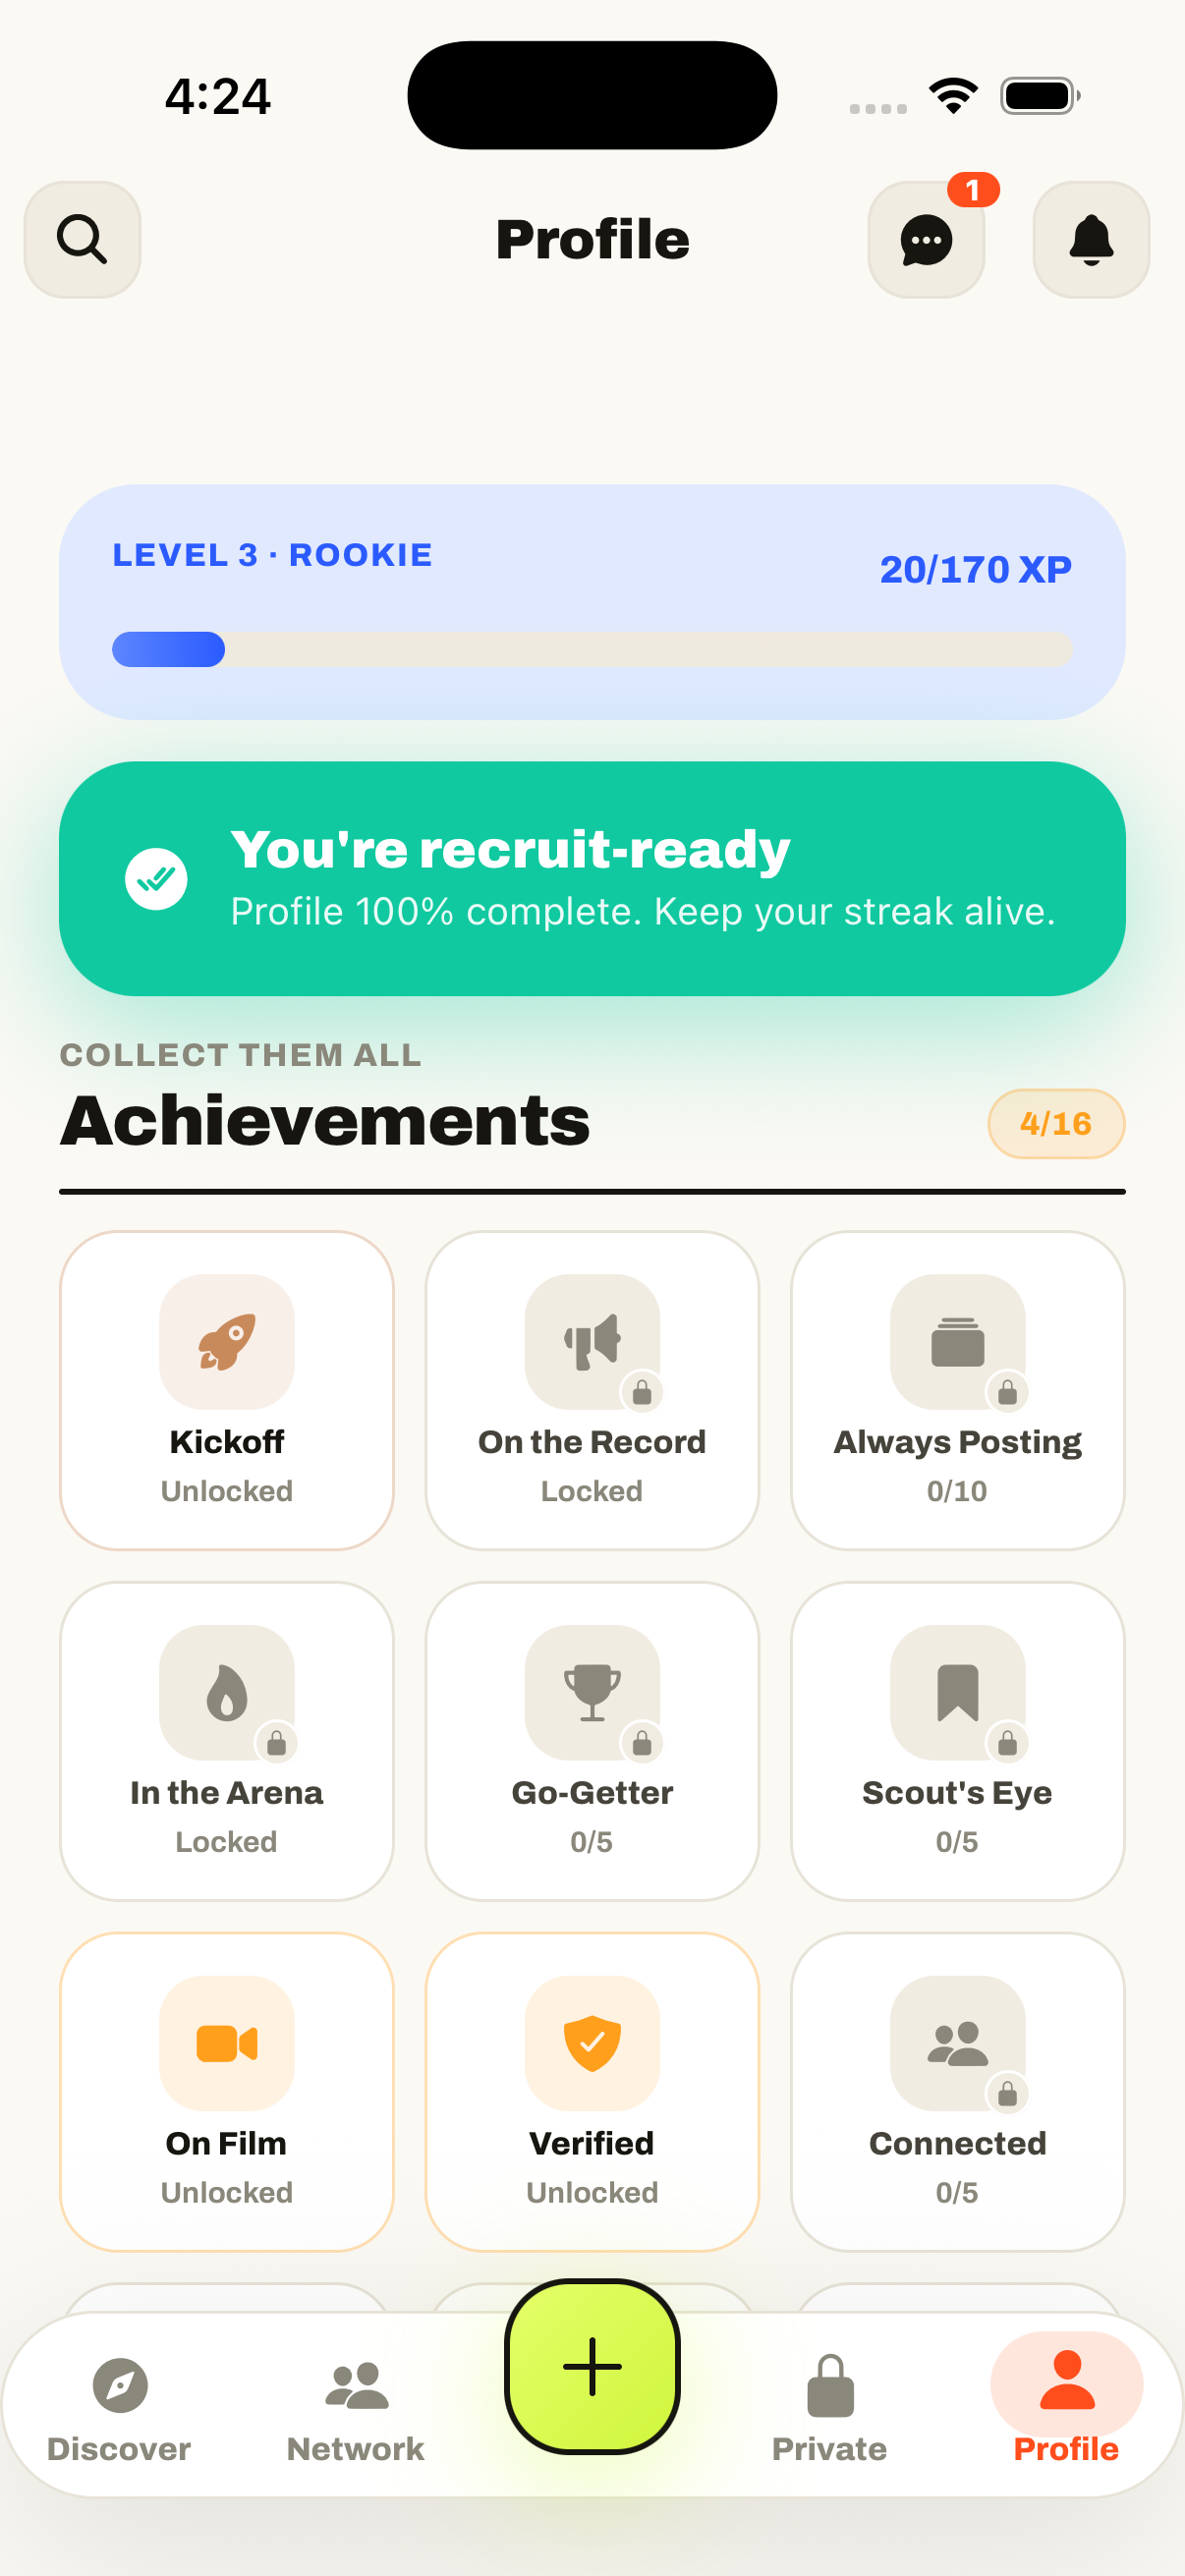 4:24
Profile
1
LEVEL 3 · ROOKIE
20/170 XP
You're recruit-ready
Profile 100% complete. Keep your streak alive.
COLLECT THEM ALL
Achievements
4/16
Kickoff
Unlocked
On the Record
Locked
Always Posting
0/10
In the Arena
Locked
Go-Getter
0/5
Scout's Eye
0/5
On Film
Unlocked
Verified
Unlocked
Connected
0/5
Discover
Network
Private
Profile